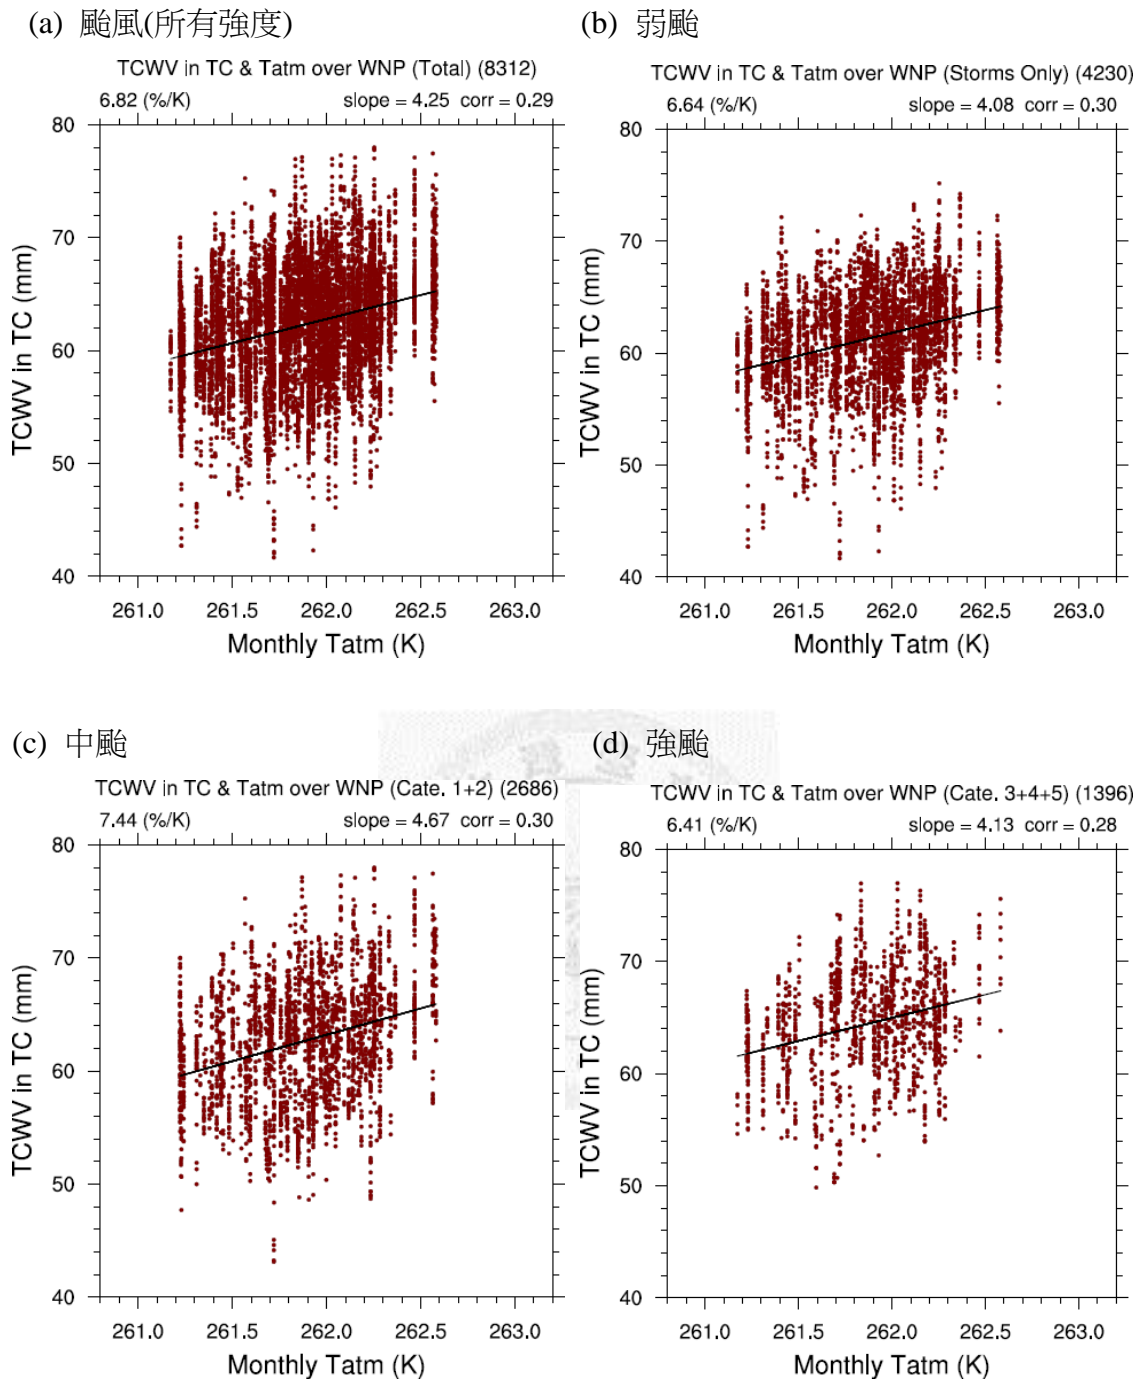 (a) 颱風(所有強度)
TCWV in TC & Tatm over WNP (Total) (8312)
6.82 (%/K) slope = 4.25 corr = 0.29
80
70
60
50
40
TCWV in TC (mm)
261.0 261.5 262.0 262.5 263.0
Monthly Tatm (K)
(b) 弱颱
TCWV in TC & Tatm over WNP (Storms Only) (4230)
6.64 (%/K) slope = 4.08 corr = 0.30
80
70
60
50
40
TCWV in TC (mm)
261.0 261.5 262.0 262.5 263.0
Monthly Tatm (K)
(c) 中颱
TCWV in TC & Tatm over WNP (Cate. 1+2) (2686)
7.44 (%/K) slope = 4.67 corr = 0.30
80
70
60
50
40
TCWV in TC (mm)
261.0 261.5 262.0 262.5 263.0
Monthly Tatm (K)
(d) 強颱
TCWV in TC & Tatm over WNP (Cate. 3+4+5) (1396)
6.41 (%/K) slope = 4.13 corr = 0.28
80
70
60
50
40
TCWV in TC (mm)
261.0 261.5 262.0 262.5 263.0
Monthly Tatm (K)